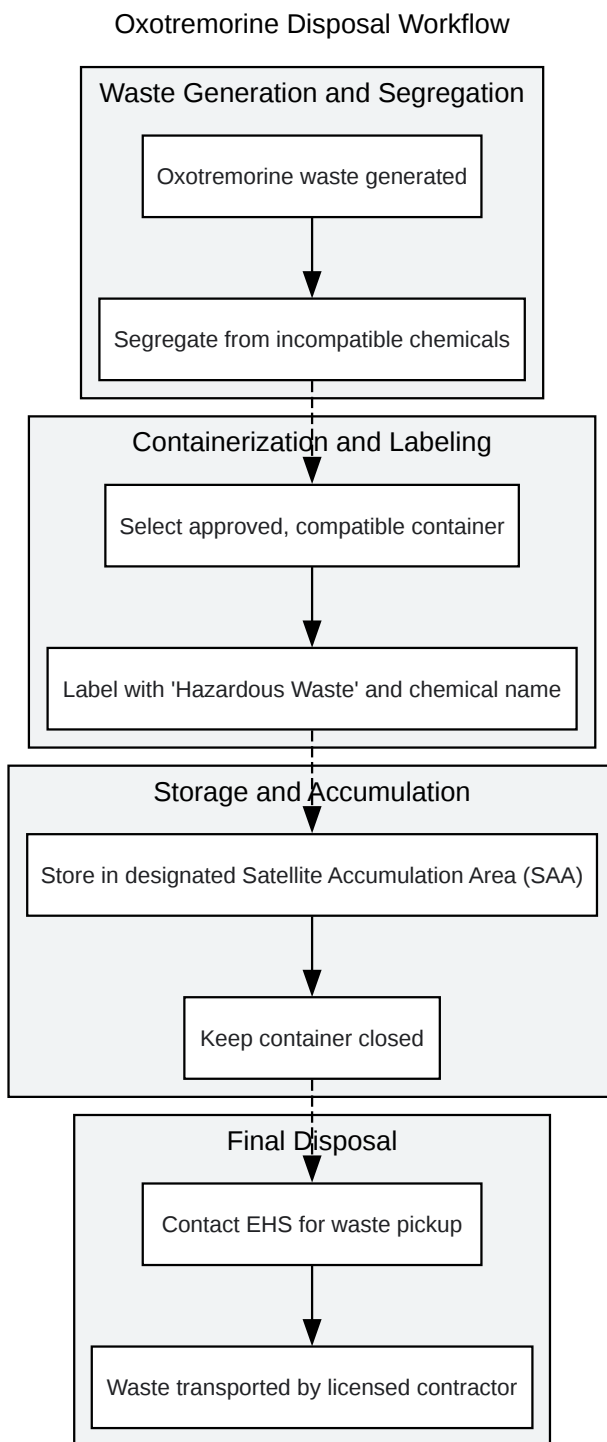 Oxotremorine Disposal Workflow
Waste Generation and Segregation
Oxotremorine waste generated
Segregate from incompatible chemicals
Containerization and Labeling
Select approved, compatible container
Label with 'Hazardous Waste' and chemical name
Storage and Accumulation
Store in designated Satellite Accumulation Area (SAA)
Keep container closed
Final Disposal
Contact EHS for waste pickup
Waste transported by licensed contractor